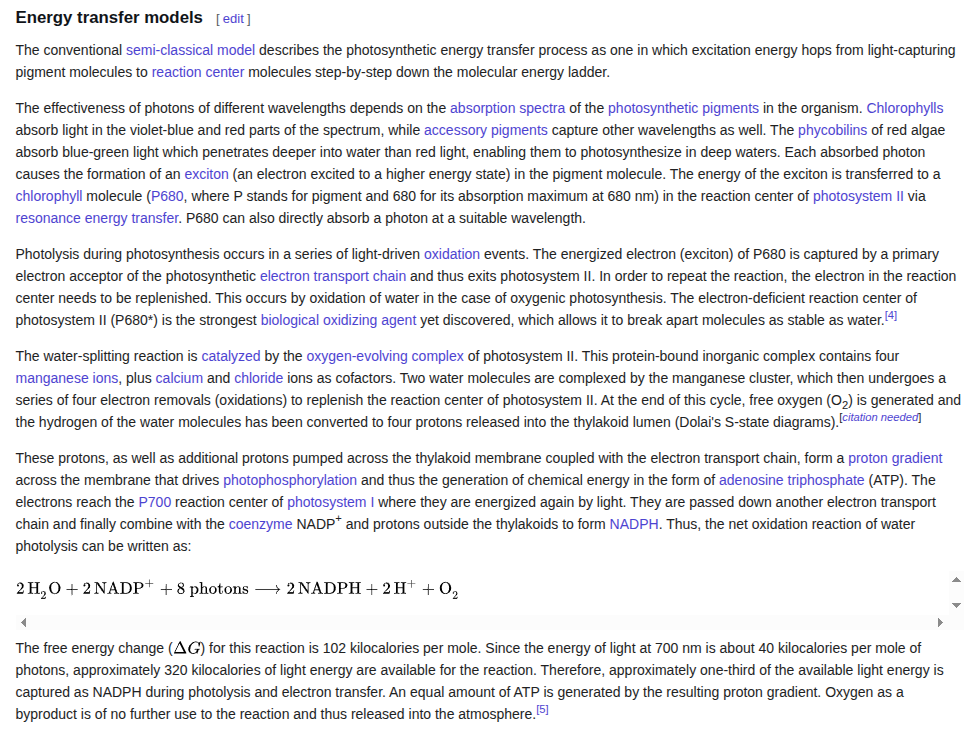 Energy transfer models [ edit ]
The conventional semi-classical model describes the photosynthetic energy transfer process as one in which excitation energy hops from light-capturing
pigment molecules to reaction center molecules step-by-step down the molecular energy ladder.
The effectiveness of photons of different wavelengths depends on the absorption spectra of the photosynthetic pigments in the organism. Chlorophylls
absorb light in the violet-blue and red parts of the spectrum, while accessory pigments capture other wavelengths as well. The phycobilins of red algae
absorb blue-green light which penetrates deeper into water than red light, enabling them to photosynthesize in deep waters. Each absorbed photon
causes the formation of an exciton (an electron excited to a higher energy state) in the pigment molecule. The energy of the exciton is transferred to a
chlorophyll molecule (P680, where P stands for pigment and 680 for its absorption maximum at 680 nm) in the reaction center of photosystem II via
resonance energy transfer. P680 can also directly absorb a photon at a suitable wavelength.
Photolysis during photosynthesis occurs in a series of light-driven oxidation events. The energized electron (exciton) of P680 is captured by a primary
electron acceptor of the photosynthetic electron transport chain and thus exits photosystem II. In order to repeat the reaction, the electron in the reaction
center needs to be replenished. This occurs by oxidation of water in the case of oxygenic photosynthesis. The electron-deficient reaction center of
photosystem II (P680*) is the strongest biological oxidizing agent yet discovered, which allows it to break apart molecules as stable as water.[4]
The water-splitting reaction is catalyzed by the oxygen-evolving complex of photosystem II. This protein-bound inorganic complex contains four
manganese ions, plus calcium and chloride ions as cofactors. Two water molecules are complexed by the manganese cluster, which then undergoes a
series of four electron removals (oxidations) to replenish the reaction center of photosystem II. At the end of this cycle, free oxygen (O₂) is generated and
the hydrogen of the water molecules has been converted to four protons released into the thylakoid lumen (Dolai's S-state diagrams).[citation needed]
These protons, as well as additional protons pumped across the thylakoid membrane coupled with the electron transport chain, form a proton gradient
across the membrane that drives photophosphorylation and thus the generation of chemical energy in the form of adenosine triphosphate (ATP). The
electrons reach the P700 reaction center of photosystem I where they are energized again by light. They are passed down another electron transport
chain and finally combine with the coenzyme NADP⁺ and protons outside the thylakoids to form NADPH. Thus, the net oxidation reaction of water
photolysis can be written as:
2 H₂O + 2 NADP⁺ + 8 photons ⟶ 2 NADPH + 2 H⁺ + O₂
The free energy change (ΔG) for this reaction is 102 kilocalories per mole. Since the energy of light at 700 nm is about 40 kilocalories per mole of
photons, approximately 320 kilocalories of light energy are available for the reaction. Therefore, approximately one-third of the available light energy is
captured as NADPH during photolysis and electron transfer. An equal amount of ATP is generated by the resulting proton gradient. Oxygen as a
byproduct is of no further use to the reaction and thus released into the atmosphere.[5]